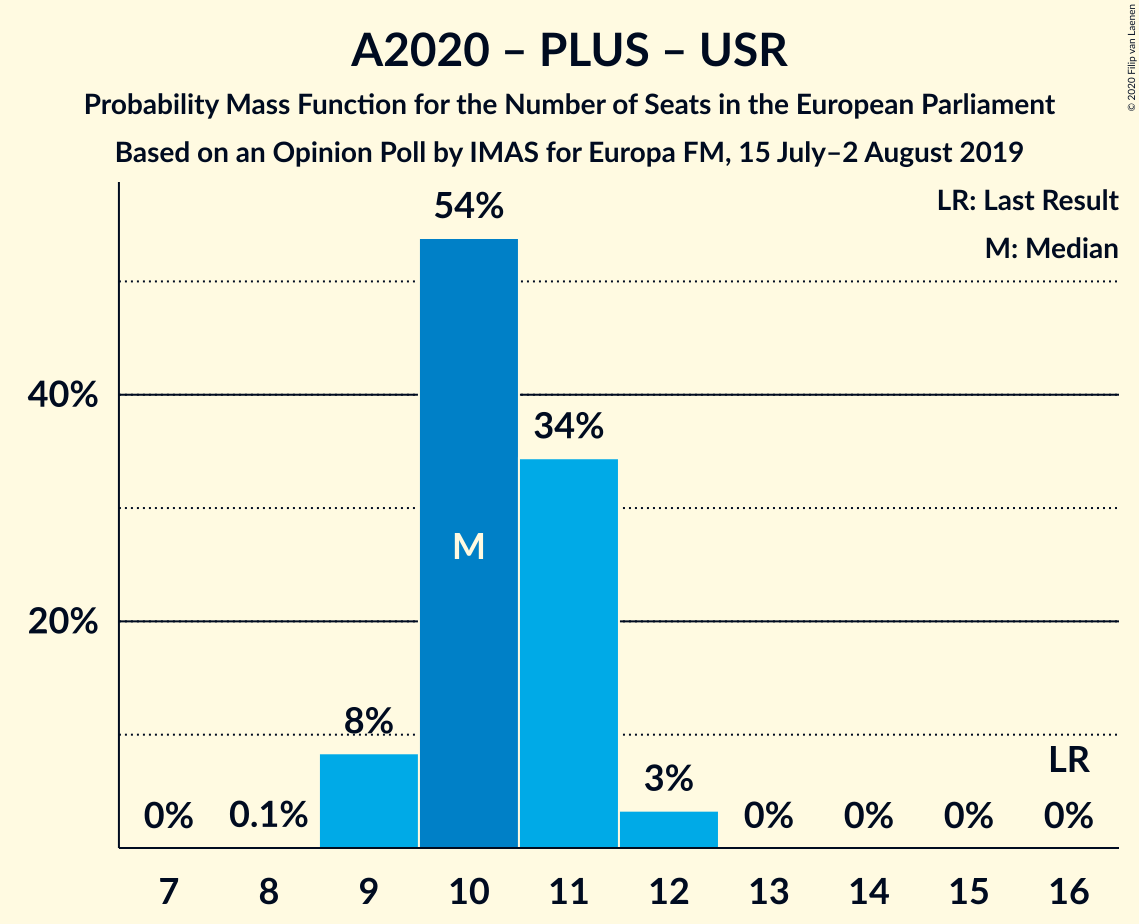 A2020 – PLUS – USR
Probability Mass Function for the Number of Seats in the European Parliament
Based on an Opinion Poll by IMAS for Europa FM, 15 July–2 August 2019
© 2020 Filip van Laenen
LR: Last Result
M: Median
54%
40%
34%
M
20%
8%
3%
LR
0% 0.1% 0% 0% 0% 0%
7 8 9 10 11 12 13 14 15 16